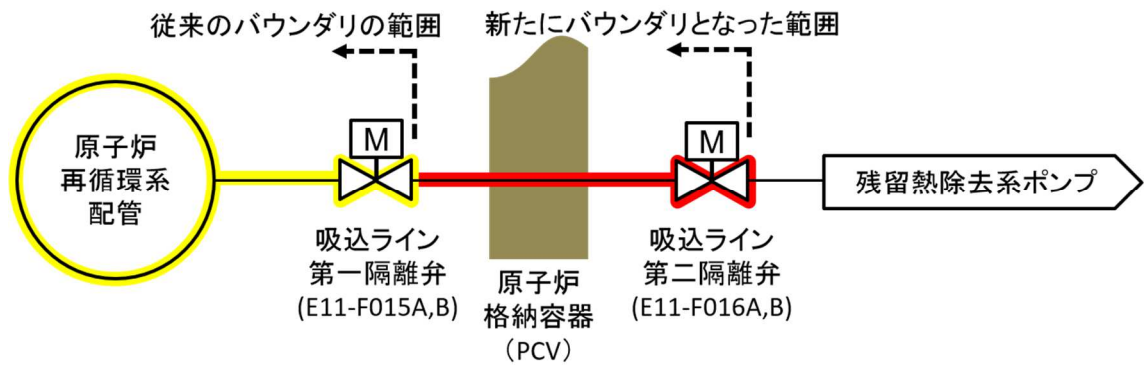 従来のバウンダリの範囲
新たにバウンダリとなった範囲
原子炉
再循環系
配管
M
M
残留熱除去系ポンプ
吸込ライン
第一隔離弁
(E11-F015A,B)
原子炉
格納容器
（PCV）
吸込ライン
第二隔離弁
(E11-F016A,B)